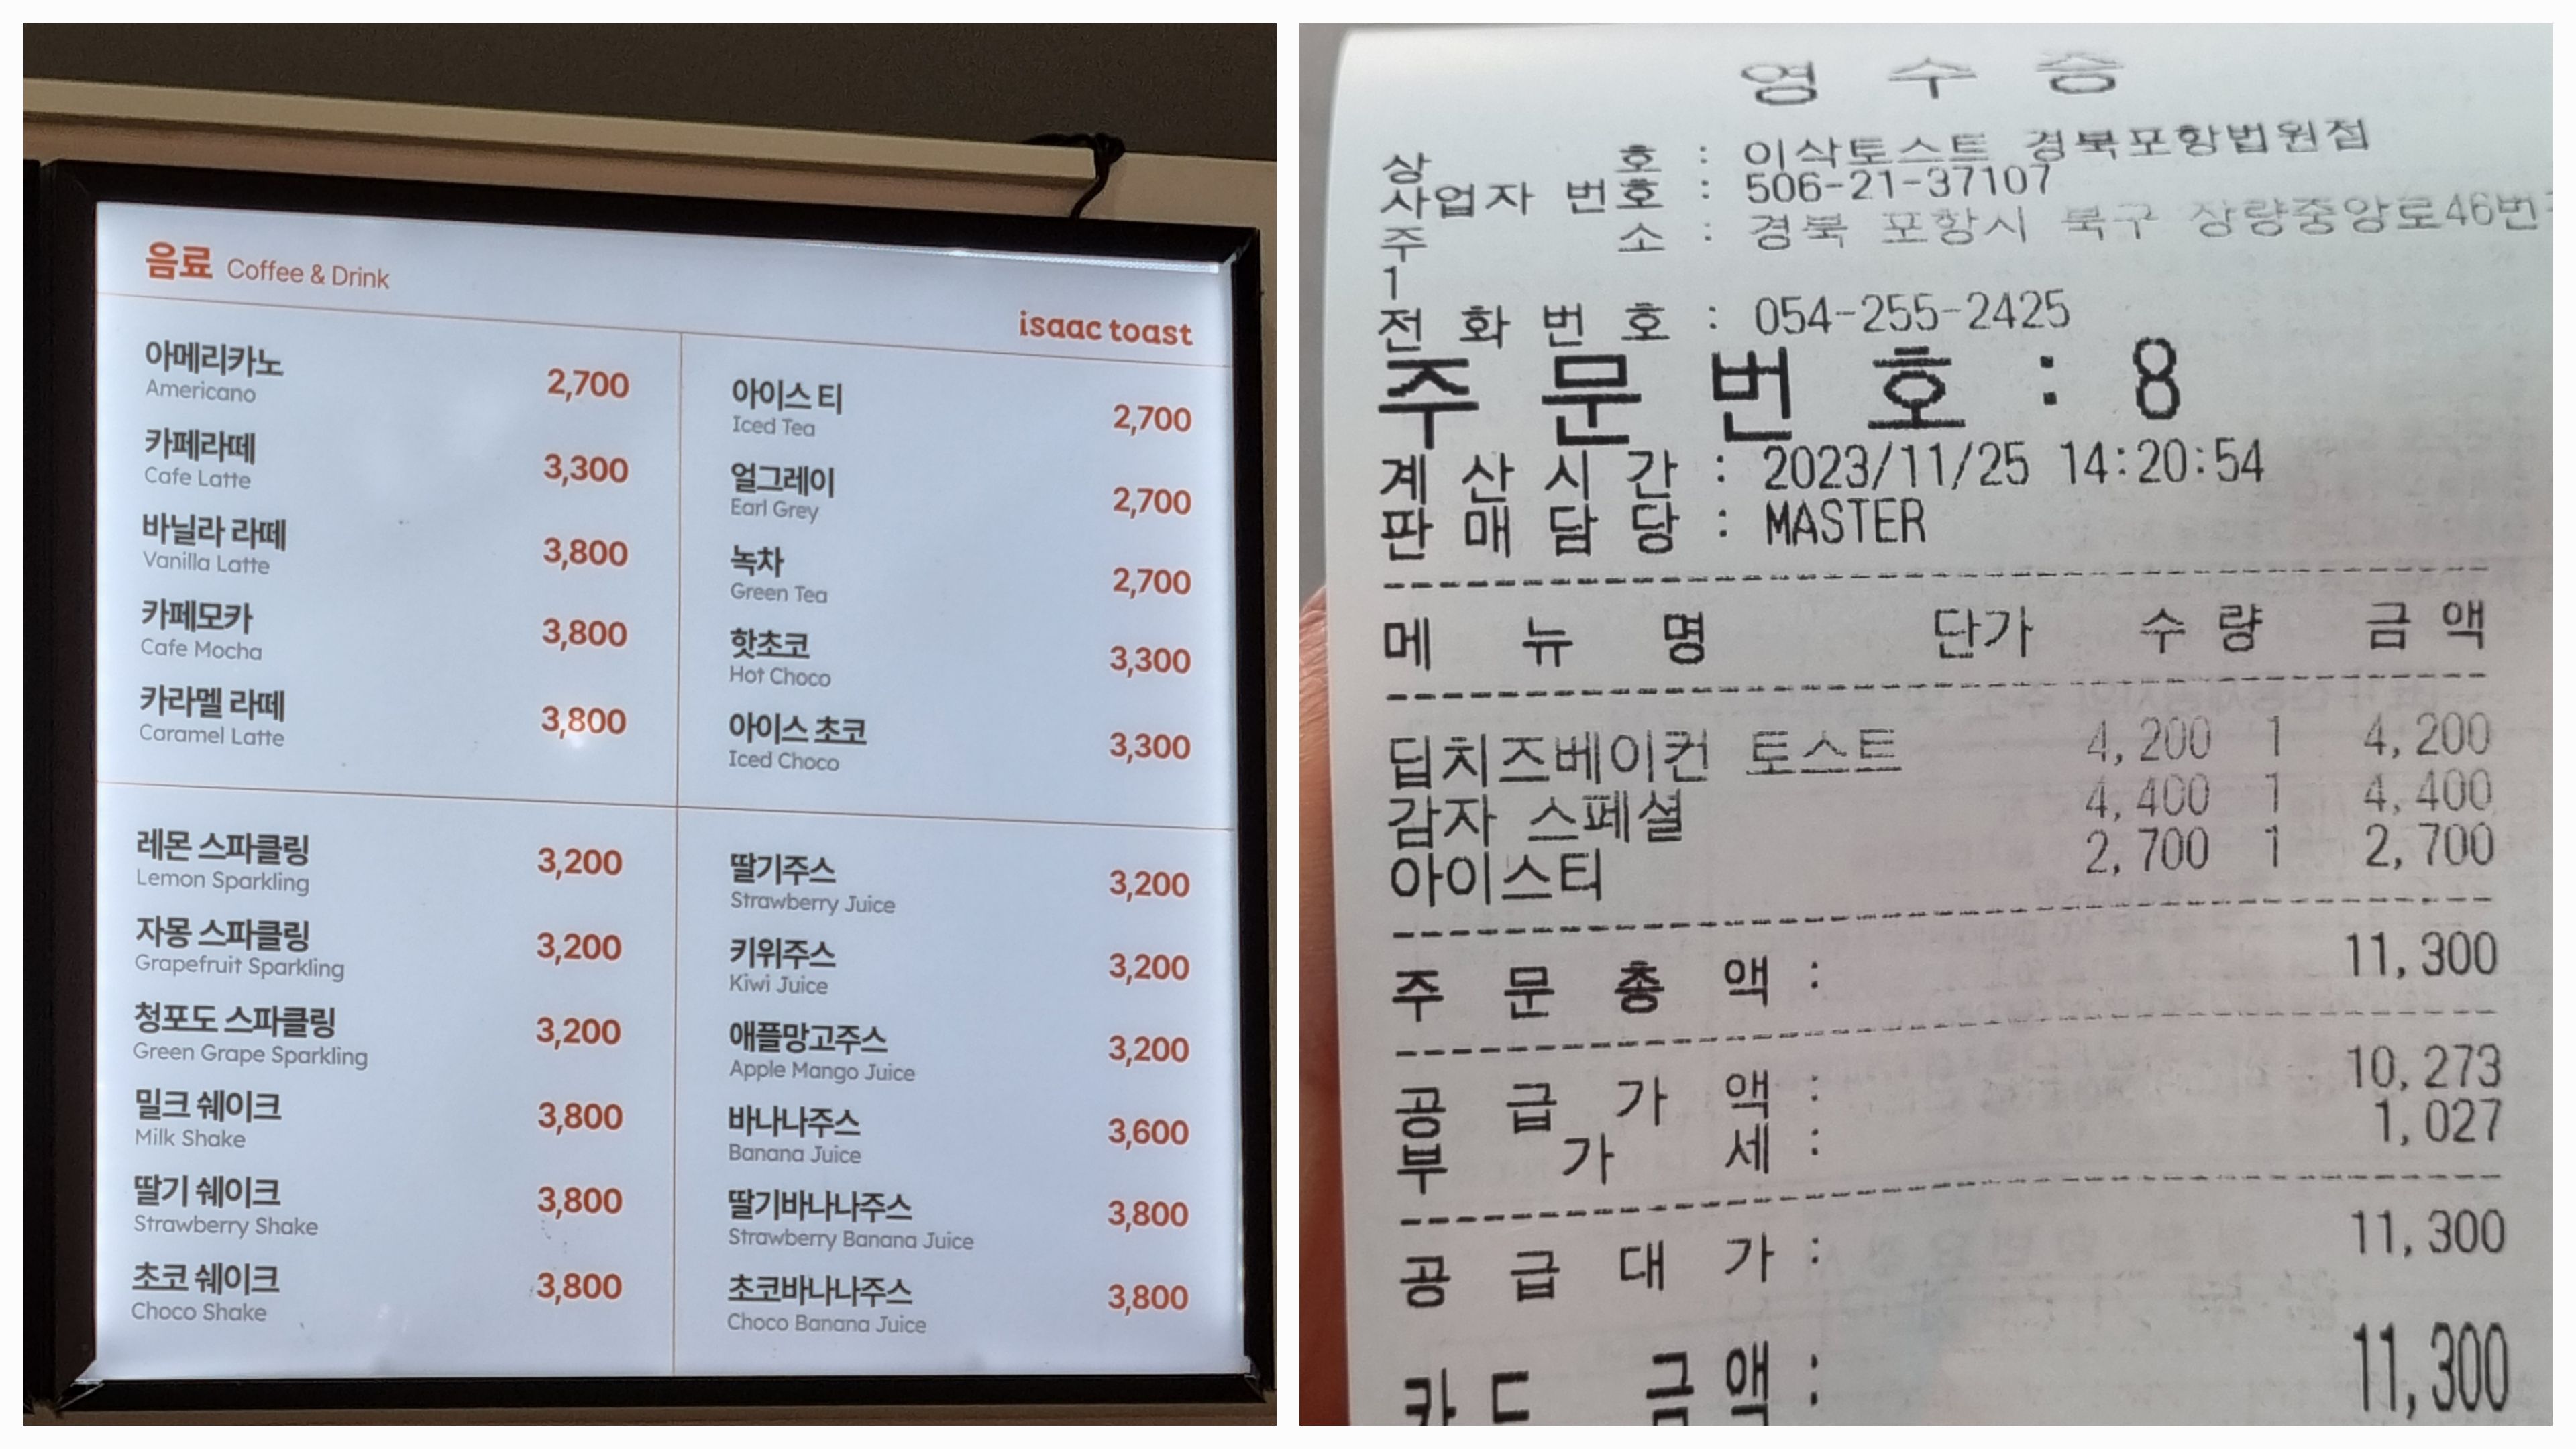 음료 Coffee & Drink
isaac toast
아메리카노 2,700
Americano
카페라떼 3,300
Cafe Latte
바닐라 라떼 3,800
Vanilla Latte
카페모카 3,800
Cafe Mocha
카라멜 라떼 3,800
Caramel Latte
아이스 티 2,700
Iced Tea
얼그레이 2,700
Earl Grey
녹차 2,700
Green Tea
핫초코 3,300
Hot Choco
아이스 초코 3,300
Iced Choco
레몬 스파클링 3,200
Lemon Sparkling
자몽 스파클링 3,200
Grapefruit Sparkling
청포도 스파클링 3,200
Green Grape Sparkling
밀크 쉐이크 3,800
Milk Shake
딸기 쉐이크 3,800
Strawberry Shake
초코 쉐이크 3,800
Choco Shake
딸기주스 3,200
Strawberry Juice
키위주스 3,200
Kiwi Juice
애플망고주스 3,200
Apple Mango Juice
바나나주스 3,600
Banana Juice
딸기바나나주스 3,800
Strawberry Banana Juice
초코바나나주스 3,800
Choco Banana Juice
영 수 증
상 호 : 이삭토스트 경북포항법원점
사업자 번호 : 506-21-37107
주 소 : 경북 포항시 북구 장량중앙로46번
1
전 화 번 호 : 054-255-2425
주 문 번 호 : 8
계 산 시 간 : 2023/11/25 14:20:54
판 매 담 당 : MASTER
메 뉴 명 단가 수 량 금 액
딥치즈베이컨 토스트 4,200 1 4,200
감자 스페셜 4,400 1 4,400
아이스티 2,700 1 2,700
주 문 총 액 : 11,300
공 급 가 액 : 10,273
부 가 세 : 1,027
공 급 대 가 : 11,300
카드 금액 : 11,300